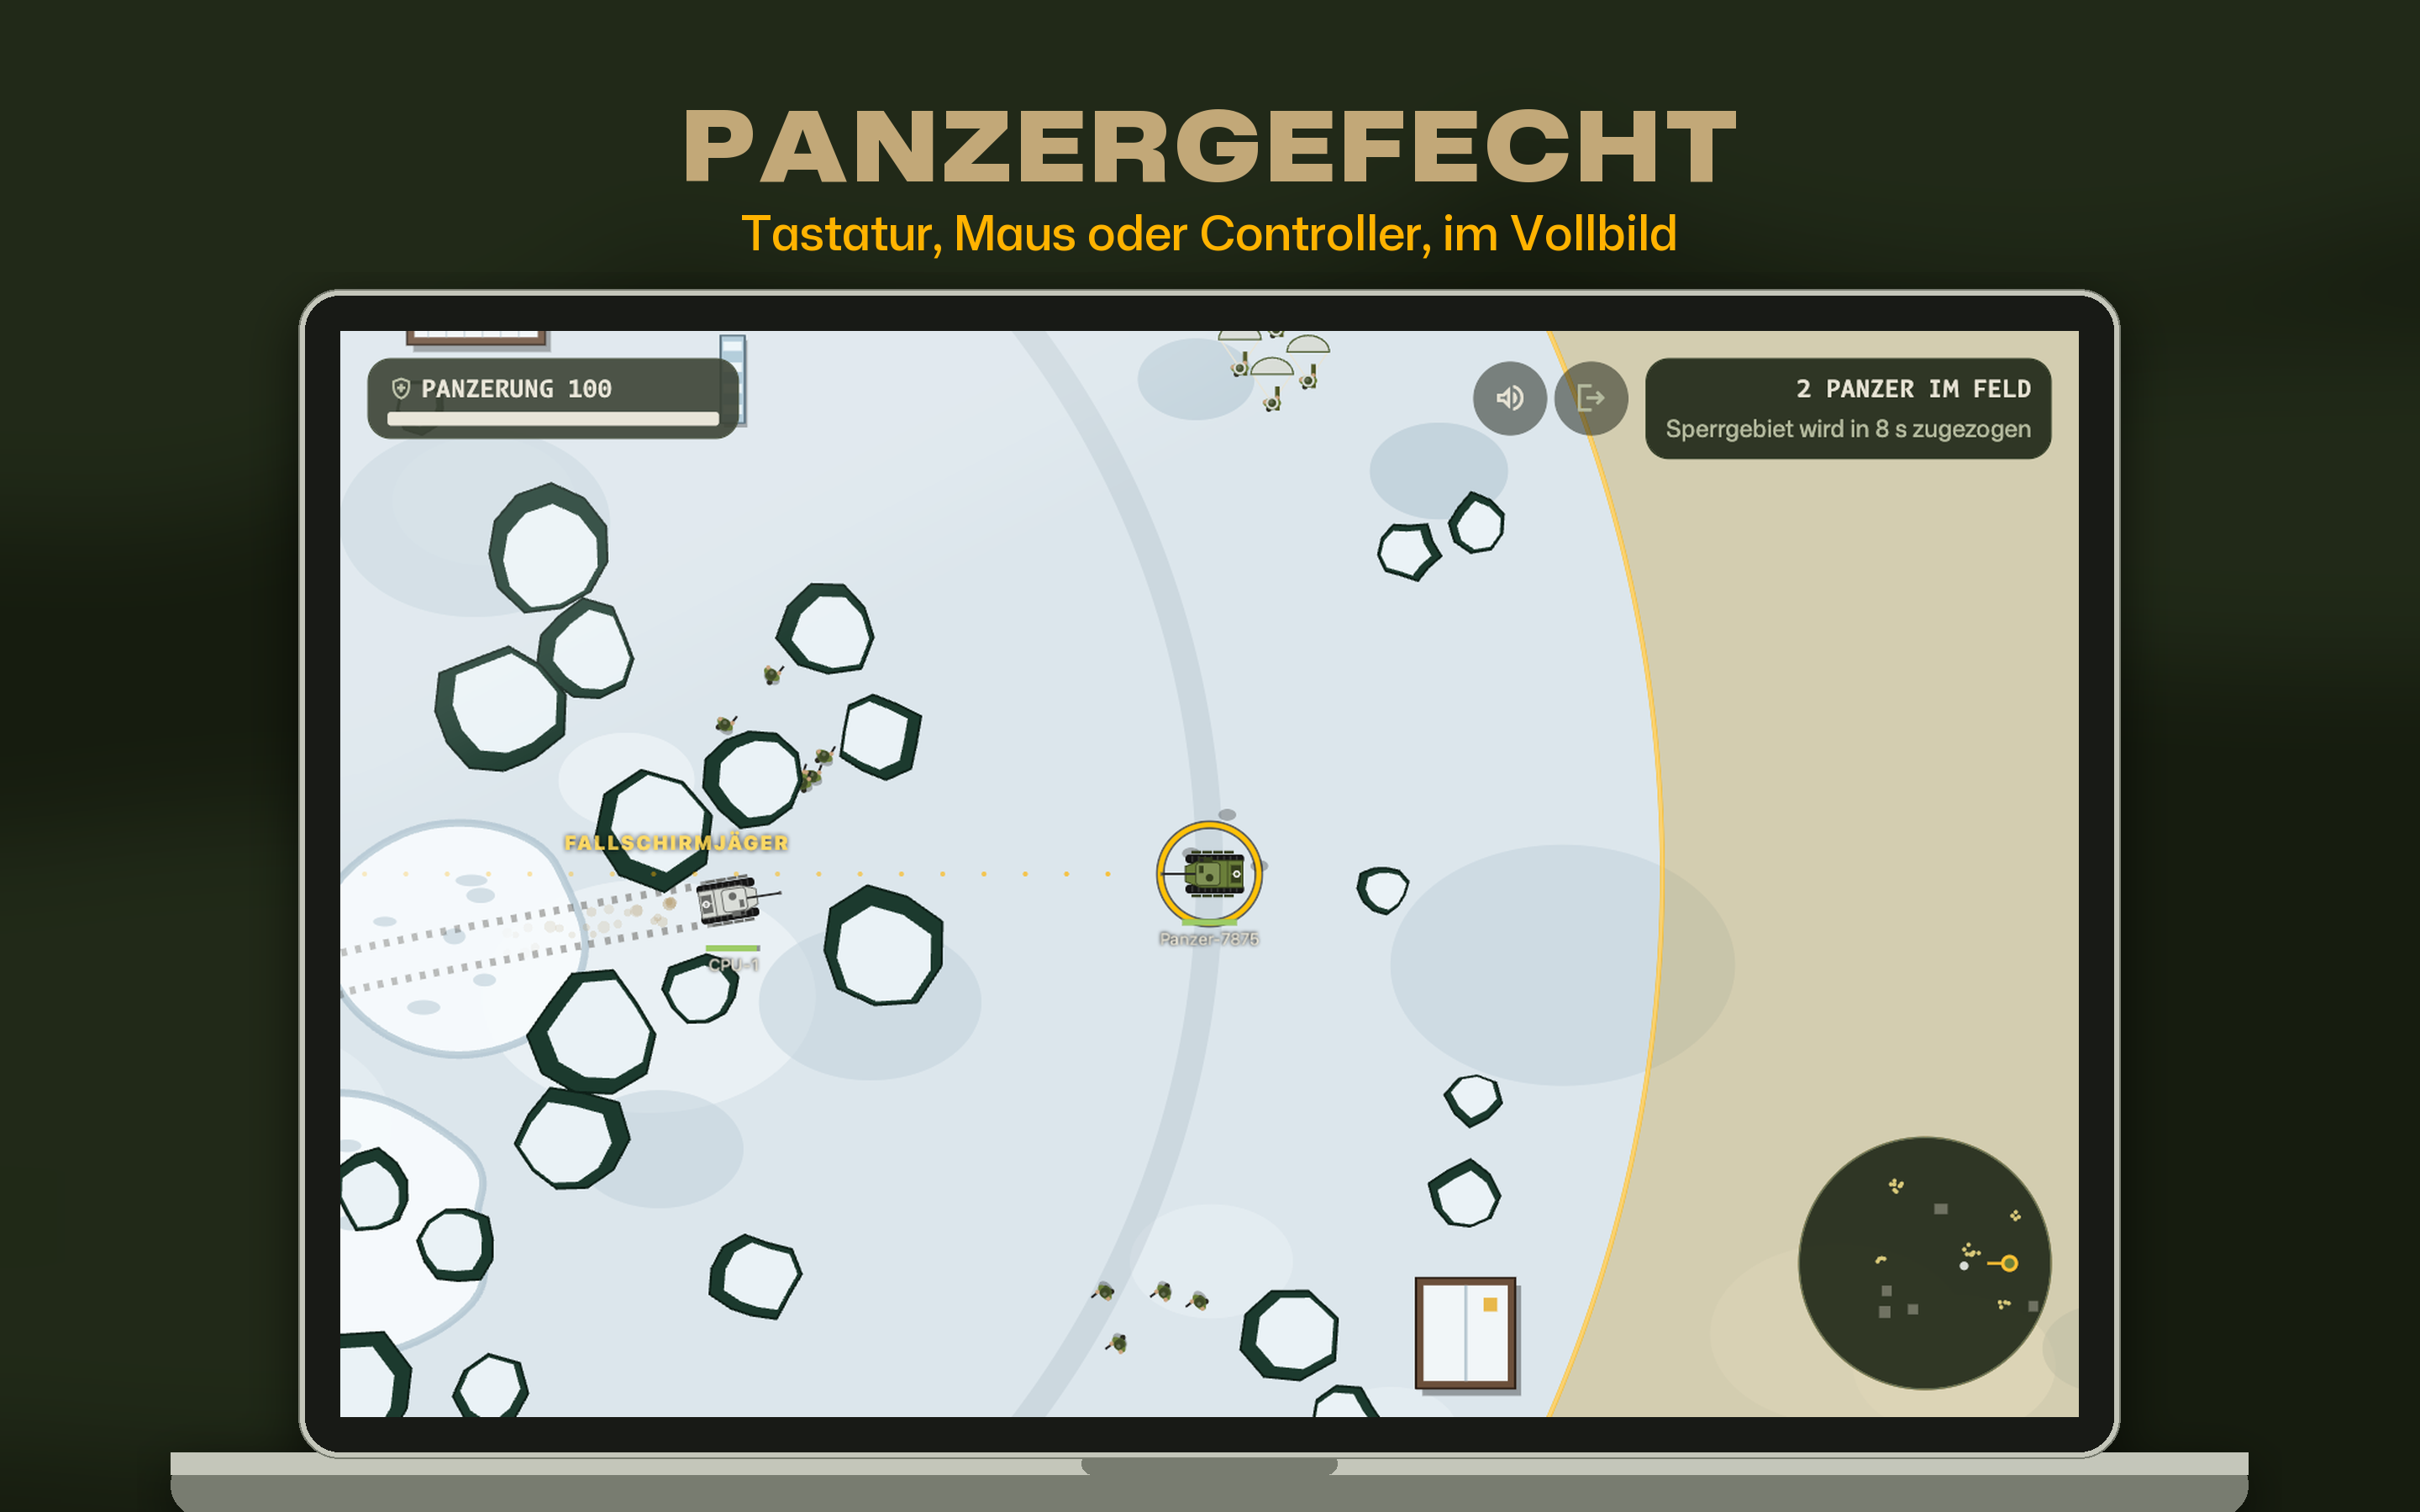 PANZERGEFECHT
Tastatur, Maus oder Controller, im Vollbild
PANZERUNG 100
2 PANZER IM FELD
Sperrgebiet wird in 8 s zugezogen
FALLSCHIRMJÄGER
Panzer-7875
CPU-1